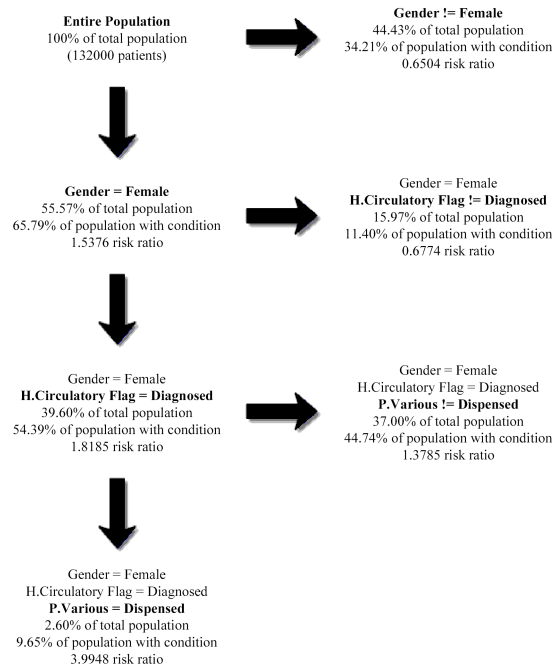 Entire Population
100% of total population
(132000 patients)
Gender != Female
44.43% of total population
34.21% of population with condition
0.6504 risk ratio
Gender = Female
55.57% of total population
65.79% of population with condition
1.5376 risk ratio
Gender = Female
H.Circulatory Flag != Diagnosed
15.97% of total population
11.40% of population with condition
0.6774 risk ratio
Gender = Female
H.Circulatory Flag = Diagnosed
39.60% of total population
54.39% of population with condition
1.8185 risk ratio
Gender = Female
H.Circulatory Flag = Diagnosed
P.Various != Dispensed
37.00% of total population
44.74% of population with condition
1.3785 risk ratio
Gender = Female
H.Circulatory Flag = Diagnosed
P.Various = Dispensed
2.60% of total population
9.65% of population with condition
3.9948 risk ratio